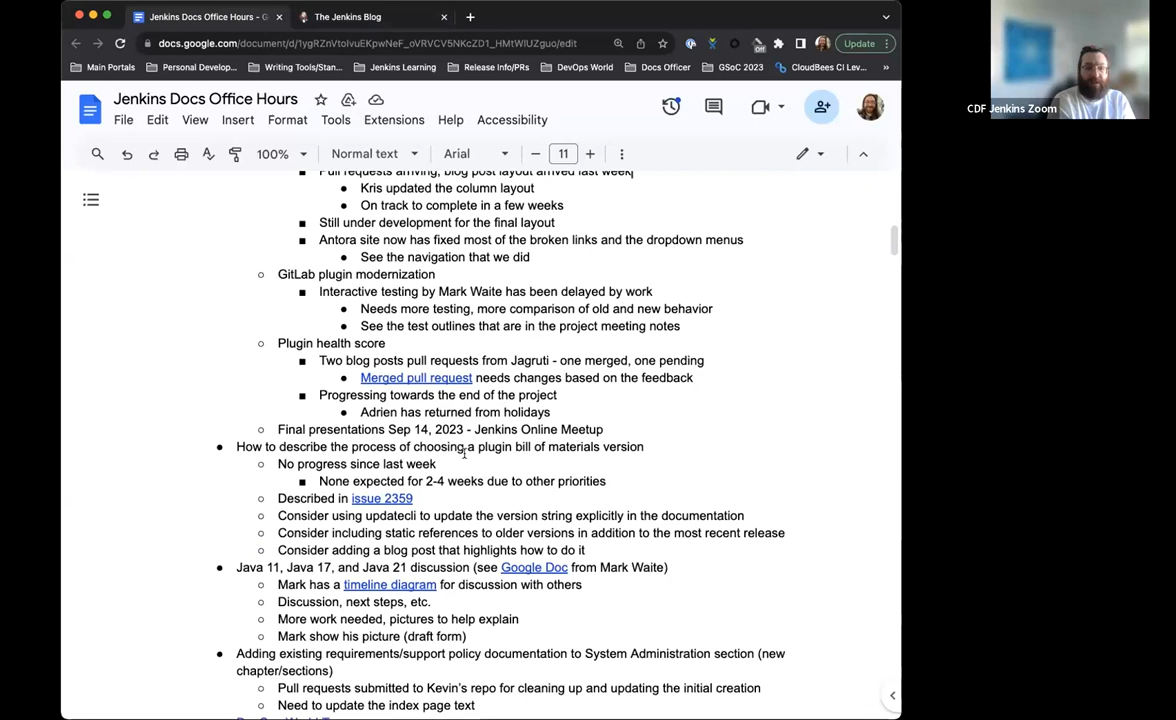 Jenkins Docs Office Hours - G
The Jenkins Blog
docs.google.com/document/d/1ygRZnVtoIvuEKpwNeF_oVRVCV5NKcZD1_HMtWIUZguo/edit
Off
Update
Main Portals
Personal Develop...
Writing Tools/Stan...
Jenkins Learning
Release Info/PRs
DevOps World
Docs Officer
GSoC 2023
CloudBees CI Lev...
CDF Jenkins Zoom
Jenkins Docs Office Hours
File Edit View Insert Format Tools Extensions Help Accessibility
100% Normal text Arial 11
Pull requests arriving, blog post layout arrived last week
Kris updated the column layout
On track to complete in a few weeks
Still under development for the final layout
Antora site now has fixed most of the broken links and the dropdown menus
See the navigation that we did
GitLab plugin modernization
Interactive testing by Mark Waite has been delayed by work
Needs more testing, more comparison of old and new behavior
See the test outlines that are in the project meeting notes
Plugin health score
Two blog posts pull requests from Jagruti - one merged, one pending
Merged pull request needs changes based on the feedback
Progressing towards the end of the project
Adrien has returned from holidays
Final presentations Sep 14, 2023 - Jenkins Online Meetup
How to describe the process of choosing a plugin bill of materials version
No progress since last week
None expected for 2-4 weeks due to other priorities
Described in issue 2359
Consider using updatecli to update the version string explicitly in the documentation
Consider including static references to older versions in addition to the most recent release
Consider adding a blog post that highlights how to do it
Java 11, Java 17, and Java 21 discussion (see Google Doc from Mark Waite)
Mark has a timeline diagram for discussion with others
Discussion, next steps, etc.
More work needed, pictures to help explain
Mark show his picture (draft form)
Adding existing requirements/support policy documentation to System Administration section (new
chapter/sections)
Pull requests submitted to Kevin's repo for cleaning up and updating the initial creation
Need to update the index page text